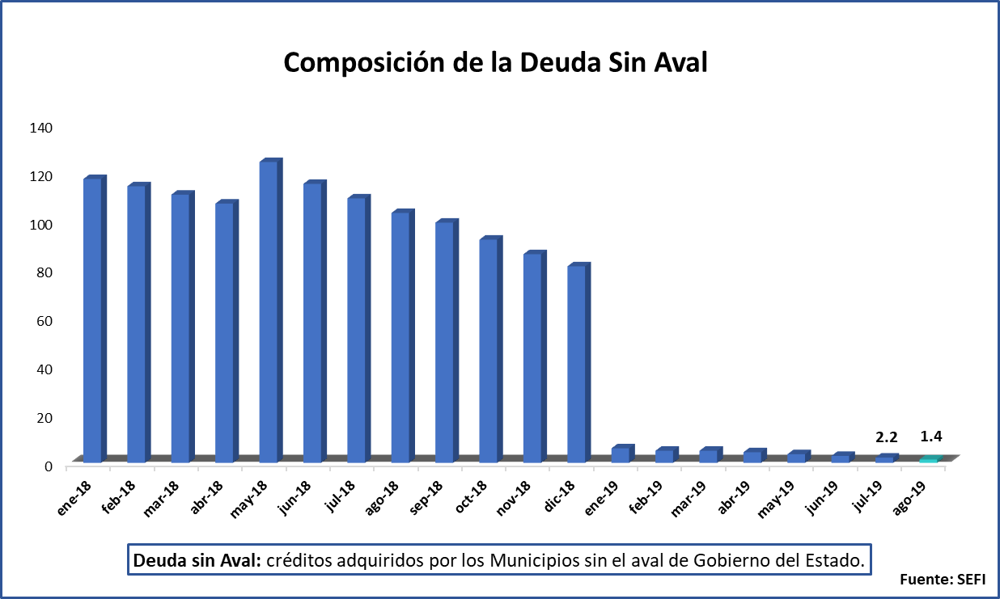 Composición de la Deuda Sin Aval
140
120
100
80
60
40
20
0
2.2
1.4
ene-18
feb-18
mar-18
abr-18
may-18
jun-18
jul-18
ago-18
sep-18
oct-18
nov-18
dic-18
ene-19
feb-19
mar-19
abr-19
may-19
jun-19
jul-19
ago-19
Deuda sin Aval: créditos adquiridos por los Municipios sin el aval de Gobierno del Estado.
Fuente: SEFI